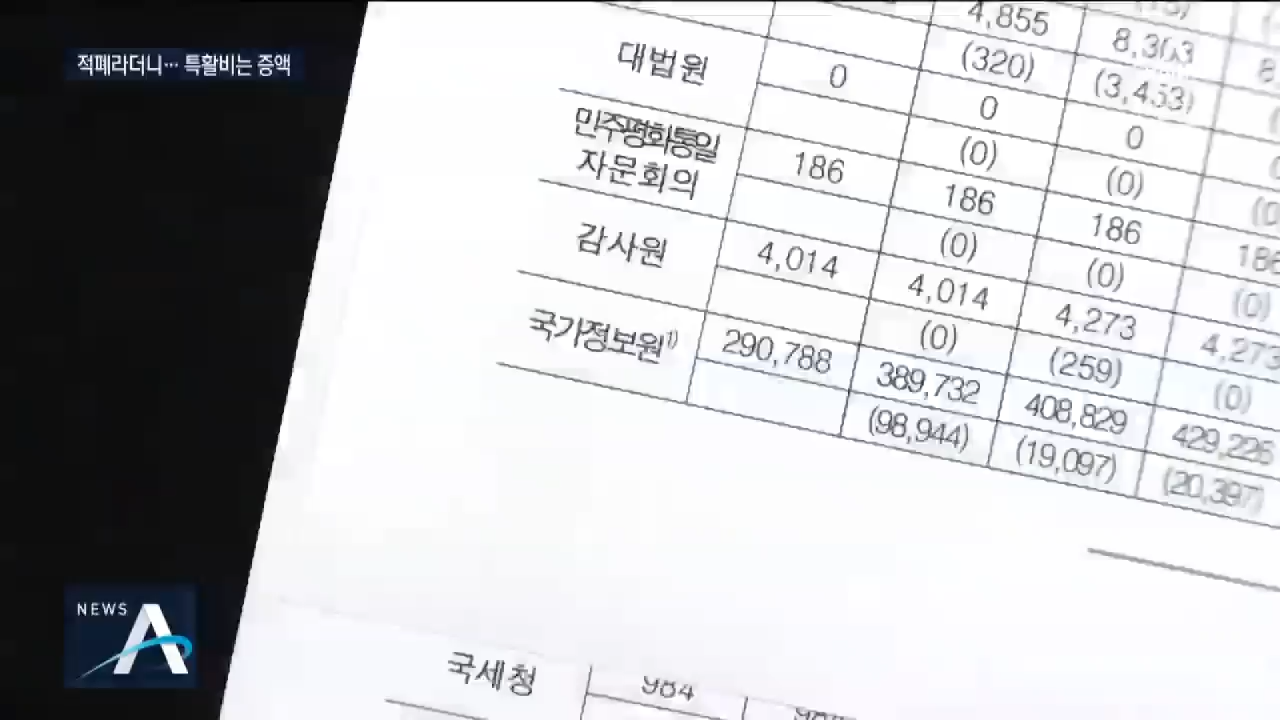 적폐라더니… 특활비는 증액
4,855
8,303
(320)
(3,453)
대법원 0 0 0
(0) (0)
민주평화통일
자문회의 186 186 186 186
(0) (0) (0)
감사원 4,014 4,014 4,273 4,273
(0) (259) (0)
국가정보원¹⁾ 290,788 389,732 408,829 429,226
(98,944) (19,097) (20,397)
NEWS A
국세청 984